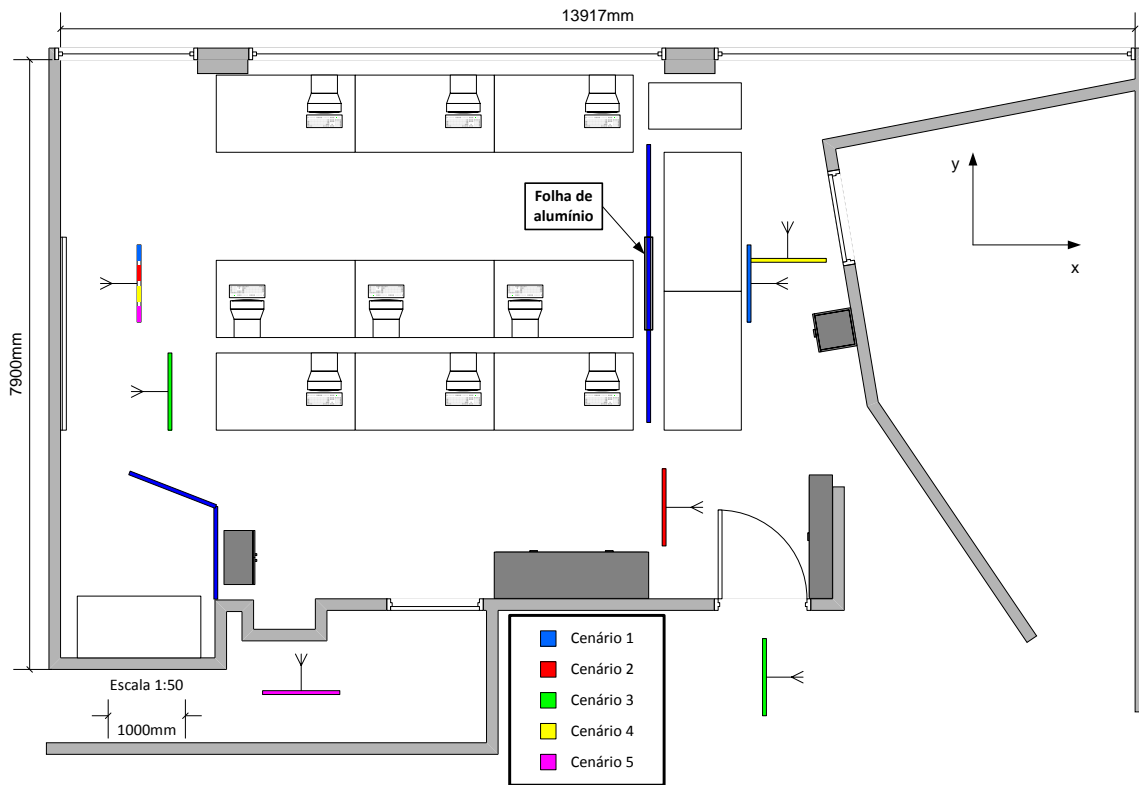 13917mm
Folha de
alumínio
y
x
7900mm
Escala 1:50
1000mm
Cenário 1
Cenário 2
Cenário 3
Cenário 4
Cenário 5